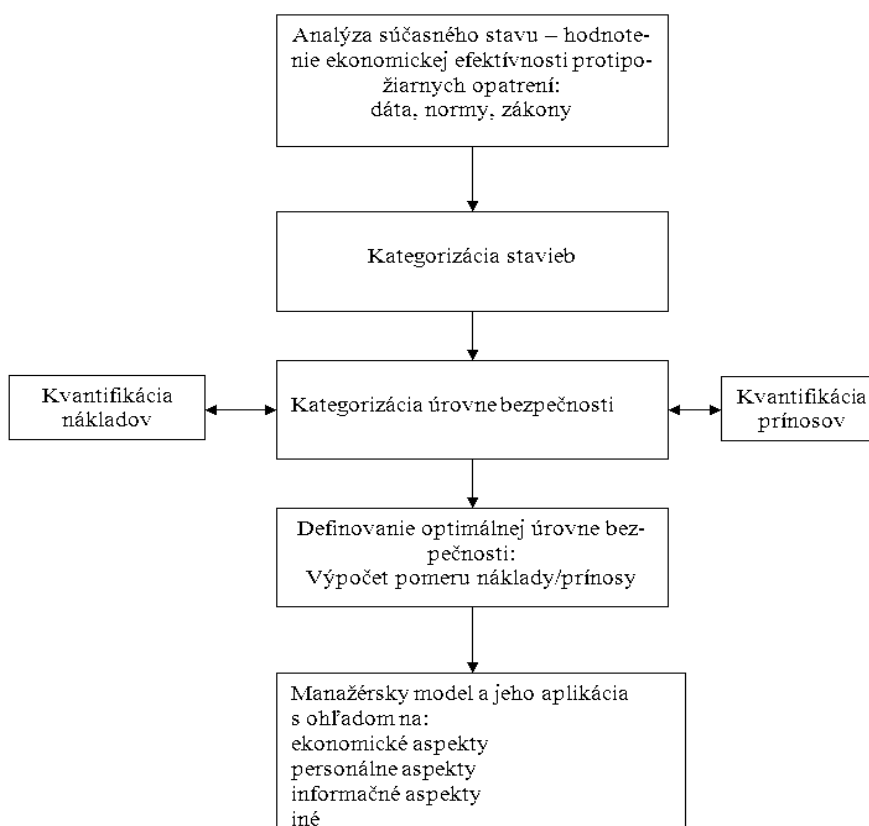 Analýza súčasného stavu – hodnote-
nie ekonomickej efektívnosti protipo-
žiarnych opatrení:
dáta, normy, zákony
Kategorizácia stavieb
Kvantifikácia
nákladov
Kategorizácia úrovne bezpečnosti
Kvantifikácia
prínosov
Definovanie optimálnej úrovne bez-
pečnosti:
Výpočet pomeru náklady/prínosy
Manažérsky model a jeho aplikácia
s ohľadom na:
ekonomické aspekty
personálne aspekty
informačné aspekty
iné